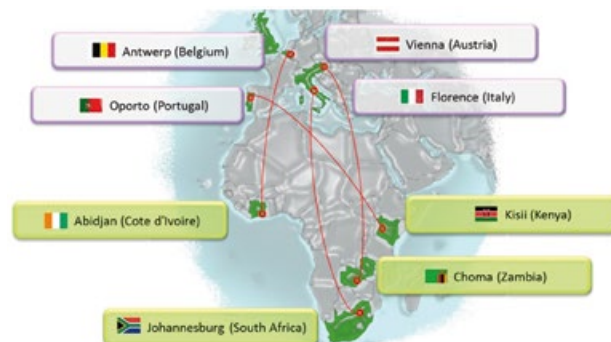 Antwerp (Belgium)
Vienna (Austria)
Oporto (Portugal)
Florence (Italy)
Abidjan (Cote d'Ivoire)
Kisii (Kenya)
Choma (Zambia)
Johannesburg (South Africa)